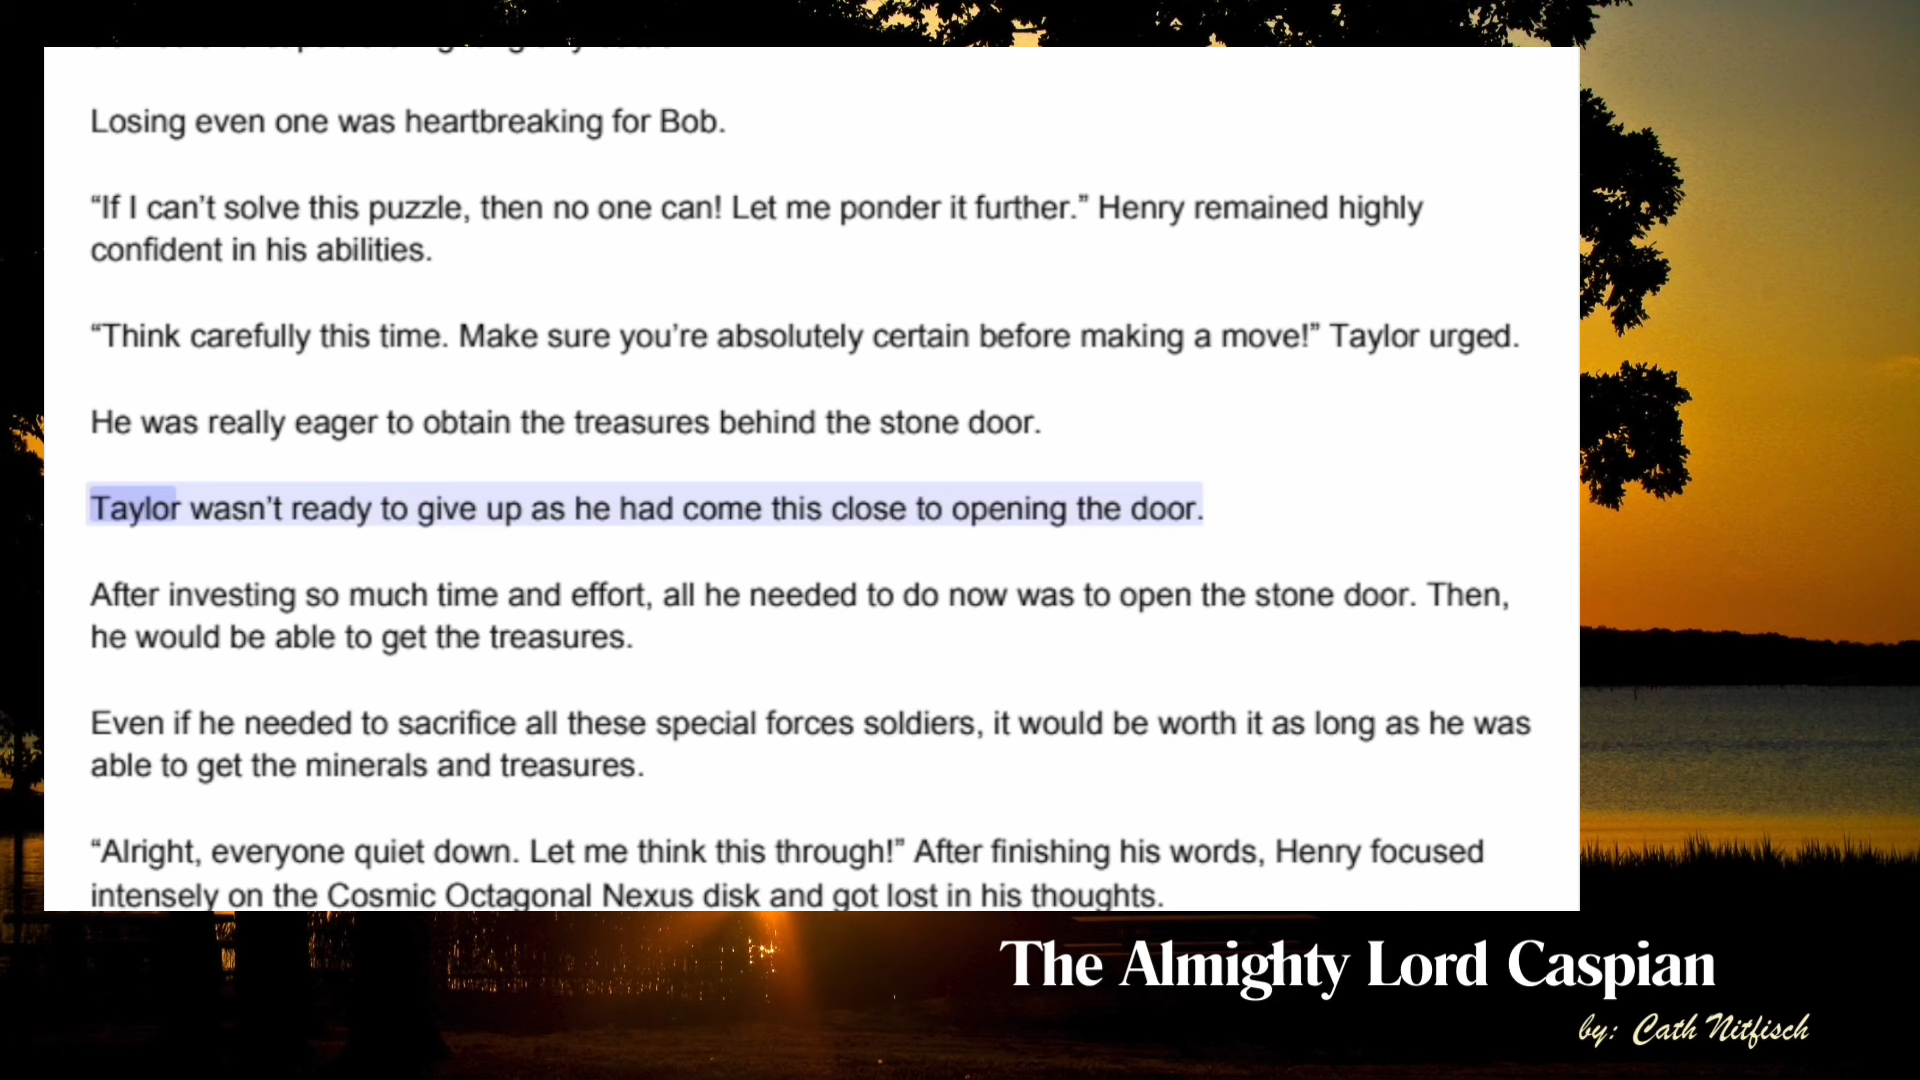 Losing even one was heartbreaking for Bob.
“If I can’t solve this puzzle, then no one can! Let me ponder it further.” Henry remained highly
confident in his abilities.
“Think carefully this time. Make sure you’re absolutely certain before making a move!” Taylor urged.
He was really eager to obtain the treasures behind the stone door.
Taylor wasn’t ready to give up as he had come this close to opening the door.
After investing so much time and effort, all he needed to do now was to open the stone door. Then,
he would be able to get the treasures.
Even if he needed to sacrifice all these special forces soldiers, it would be worth it as long as he was
able to get the minerals and treasures.
“Alright, everyone quiet down. Let me think this through!” After finishing his words, Henry focused
intensely on the Cosmic Octagonal Nexus disk and got lost in his thoughts.
The Almighty Lord Caspian
by: Cath Nitfisch